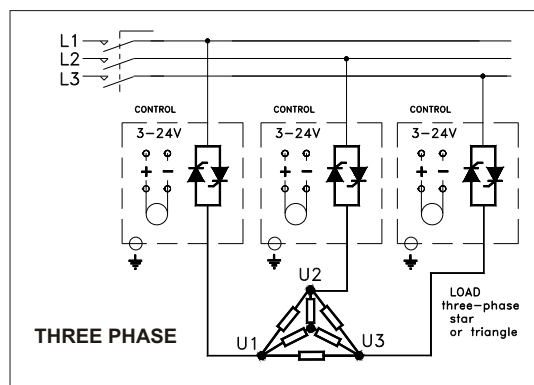 L1
L2
L3
CONTROL CONTROL CONTROL
3-24V 3-24V 3-24V
+ - + - + -
U2
LOAD
three-phase
star
or triangle
THREE PHASE
U1 U3